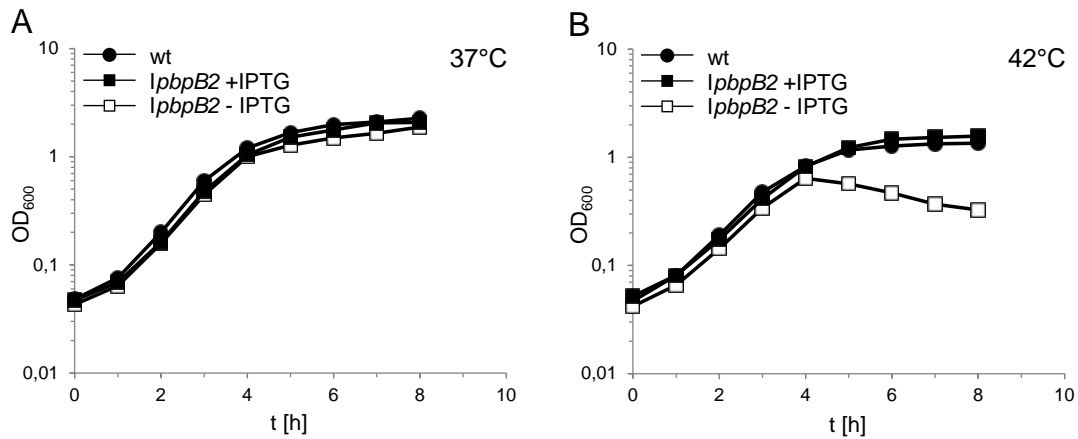 A
10
1
0,1
0,01
OD600
wt
IpbpB2 +IPTG
IpbpB2 - IPTG
37°C
0 2 4 6 8 10
t [h]
B
10
1
0,1
0,01
OD600
wt
IpbpB2 +IPTG
IpbpB2 - IPTG
42°C
0 2 4 6 8 10
t [h]